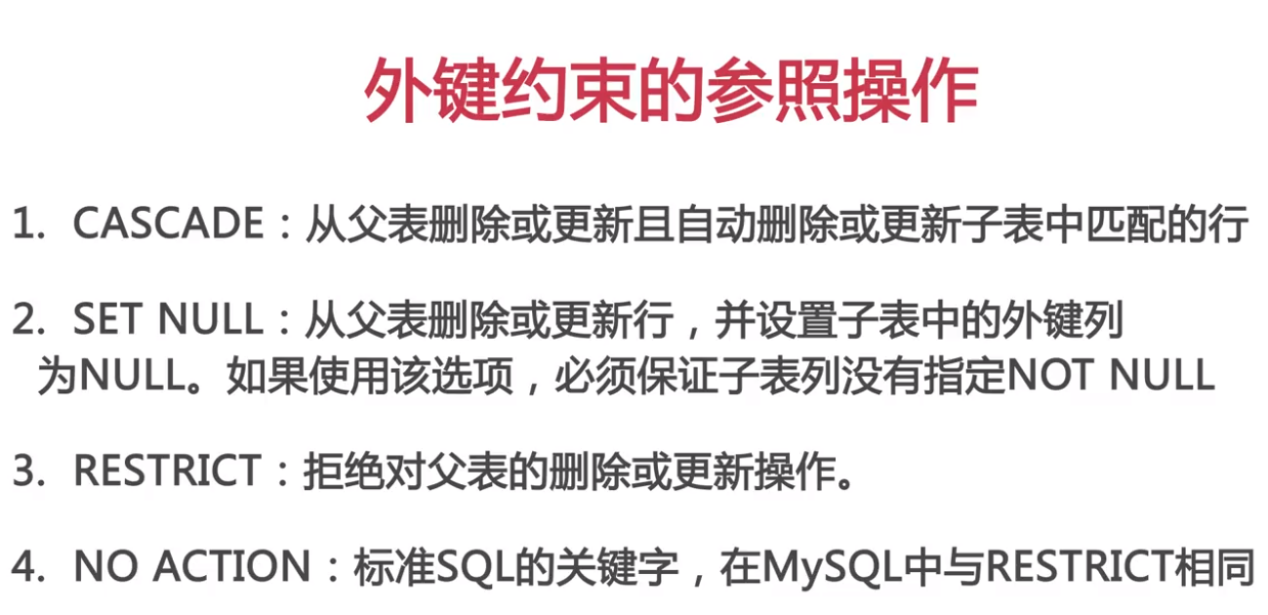 外键约束的参照操作
1. CASCADE：从父表删除或更新且自动删除或更新子表中匹配的行
2. SET NULL：从父表删除或更新行，并设置子表中的外键列
为NULL。如果使用该选项，必须保证子表列没有指定NOT NULL
3. RESTRICT：拒绝对父表的删除或更新操作。
4. NO ACTION：标准SQL的关键字，在MySQL中与RESTRICT相同